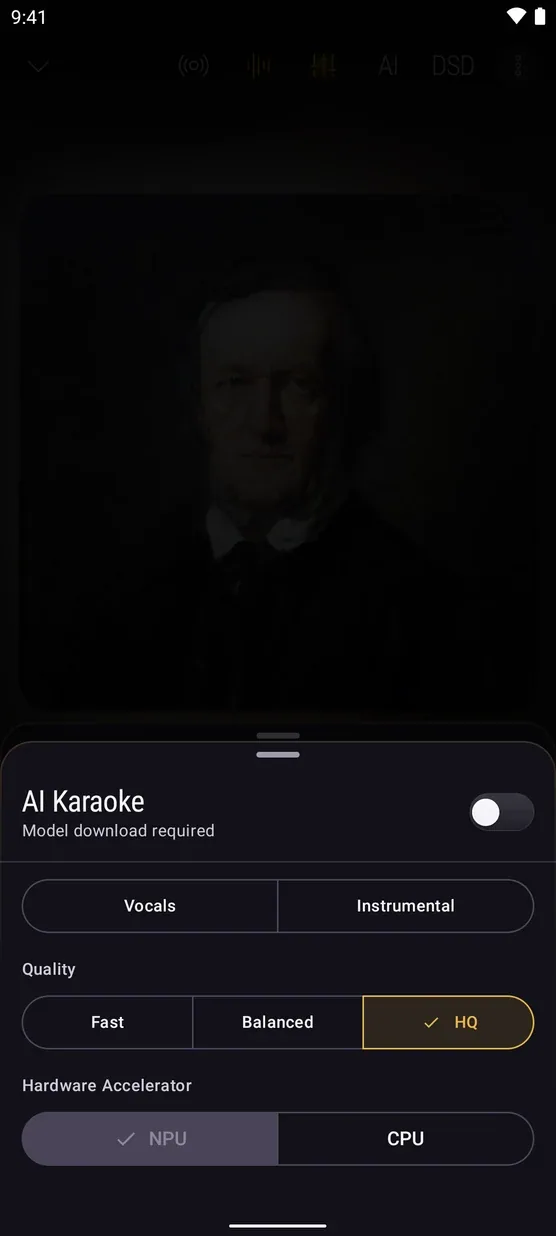 9:41
AI DSD
AI Karaoke
Model download required
Vocals Instrumental
Quality
Fast Balanced HQ
Hardware Accelerator
NPU CPU